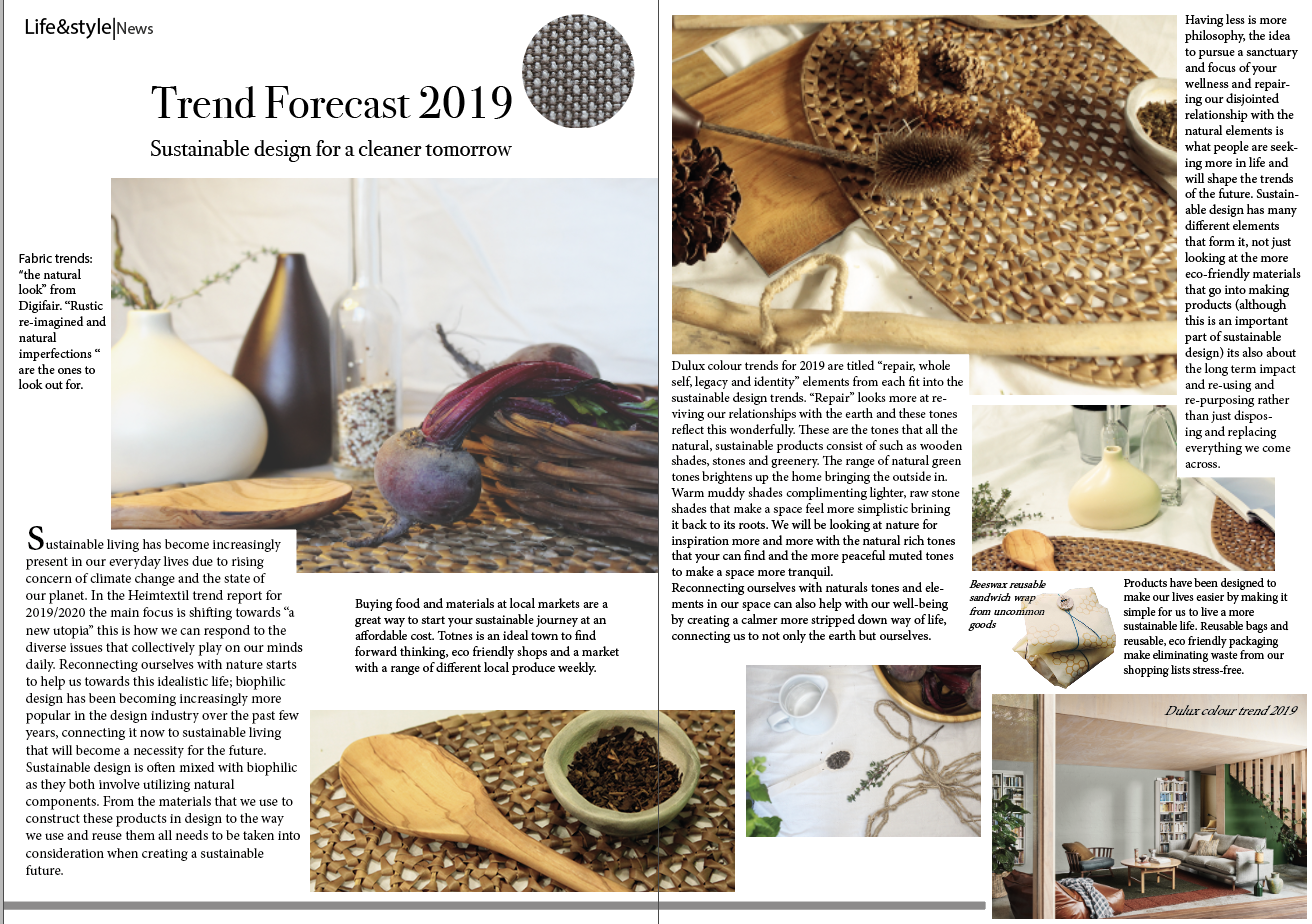 Life&style|News
Trend Forecast 2019
Sustainable design for a cleaner tomorrow
Fabric trends:
“the natural
look” from
Digifair. “Rustic
re-imagined and
natural
imperfections “
are the ones to
look out for.
Sustainable living has become increasingly
present in our everyday lives due to rising
concern of climate change and the state of
our planet. In the Heimtextil trend report for
2019/2020 the main focus is shifting towards “a
new utopia” this is how we can respond to the
diverse issues that collectively play on our minds
daily. Reconnecting ourselves with nature starts
to help us towards this idealistic life; biophilic
design has been becoming increasingly more
popular in the design industry over the past few
years, connecting it now to sustainable living
that will become a necessity for the future.
Sustainable design is often mixed with biophilic
as they both involve utilizing natural
components. From the materials that we use to
construct these products in design to the way
we use and reuse them all needs to be taken into
consideration when creating a sustainable
future.
Buying food and materials at local markets are a
great way to start your sustainable journey at an
affordable cost. Totnes is an ideal town to find
forward thinking, eco friendly shops and a market
with a range of different local produce weekly.
Dulux colour trends for 2019 are titled “repair, whole
self, legacy and identity” elements from each fit into the
sustainable design trends. “Repair” looks more at re-
viving our relationships with the earth and these tones
reflect this wonderfully. These are the tones that all the
natural, sustainable products consist of such as wooden
shades, stones and greenery. The range of natural green
tones brightens up the home bringing the outside in.
Warm muddy shades complimenting lighter, raw stone
shades that make a space feel more simplistic brining
it back to its roots. We will be looking at nature for
inspiration more and more with the natural rich tones
that your can find and the more peaceful muted tones
to make a space more tranquil.
Reconnecting ourselves with naturals tones and ele-
ments in our space can also help with our well-being
by creating a calmer more stripped down way of life,
connecting us to not only the earth but ourselves.
Having less is more
philosophy, the idea
to pursue a sanctuary
and focus of your
wellness and repair-
ing our disjointed
relationship with the
natural elements is
what people are seek-
ing more in life and
will shape the trends
of the future. Sustain-
able design has many
different elements
that form it, not just
looking at the more
eco-friendly materials
that go into making
products (although
this is an important
part of sustainable
design) its also about
the long term impact
and re-using and
re-purposing rather
than just dispos-
ing and replacing
everything we come
across.
Beeswax reusable
sandwich wrap
from uncommon
goods
Products have been designed to
make our lives easier by making it
simple for us to live a more
sustainable life. Reusable bags and
reusable, eco friendly packaging
make eliminating waste from our
shopping lists stress-free.
Dulux colour trend 2019